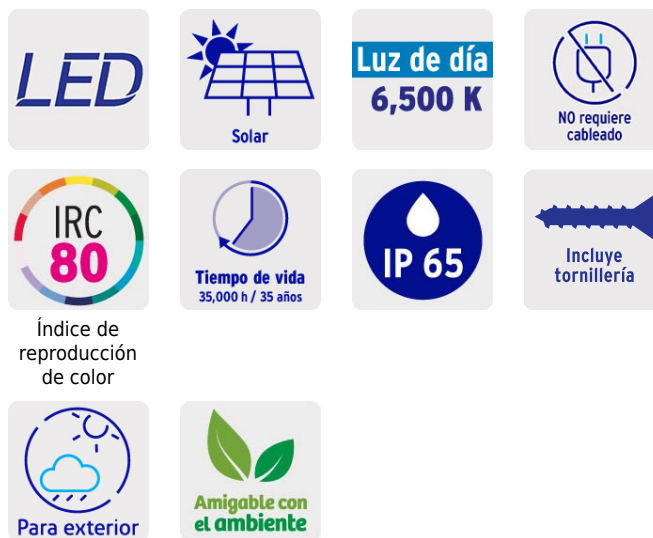 LED
Solar
Luz de día
6,500 K
NO requiere
cableado
IRC
80
Índice de
reproducción
de color
Tiempo de vida
35,000 h / 35 años
IP 65
Incluye
tornillería
Para exterior
Amigable con
el ambiente